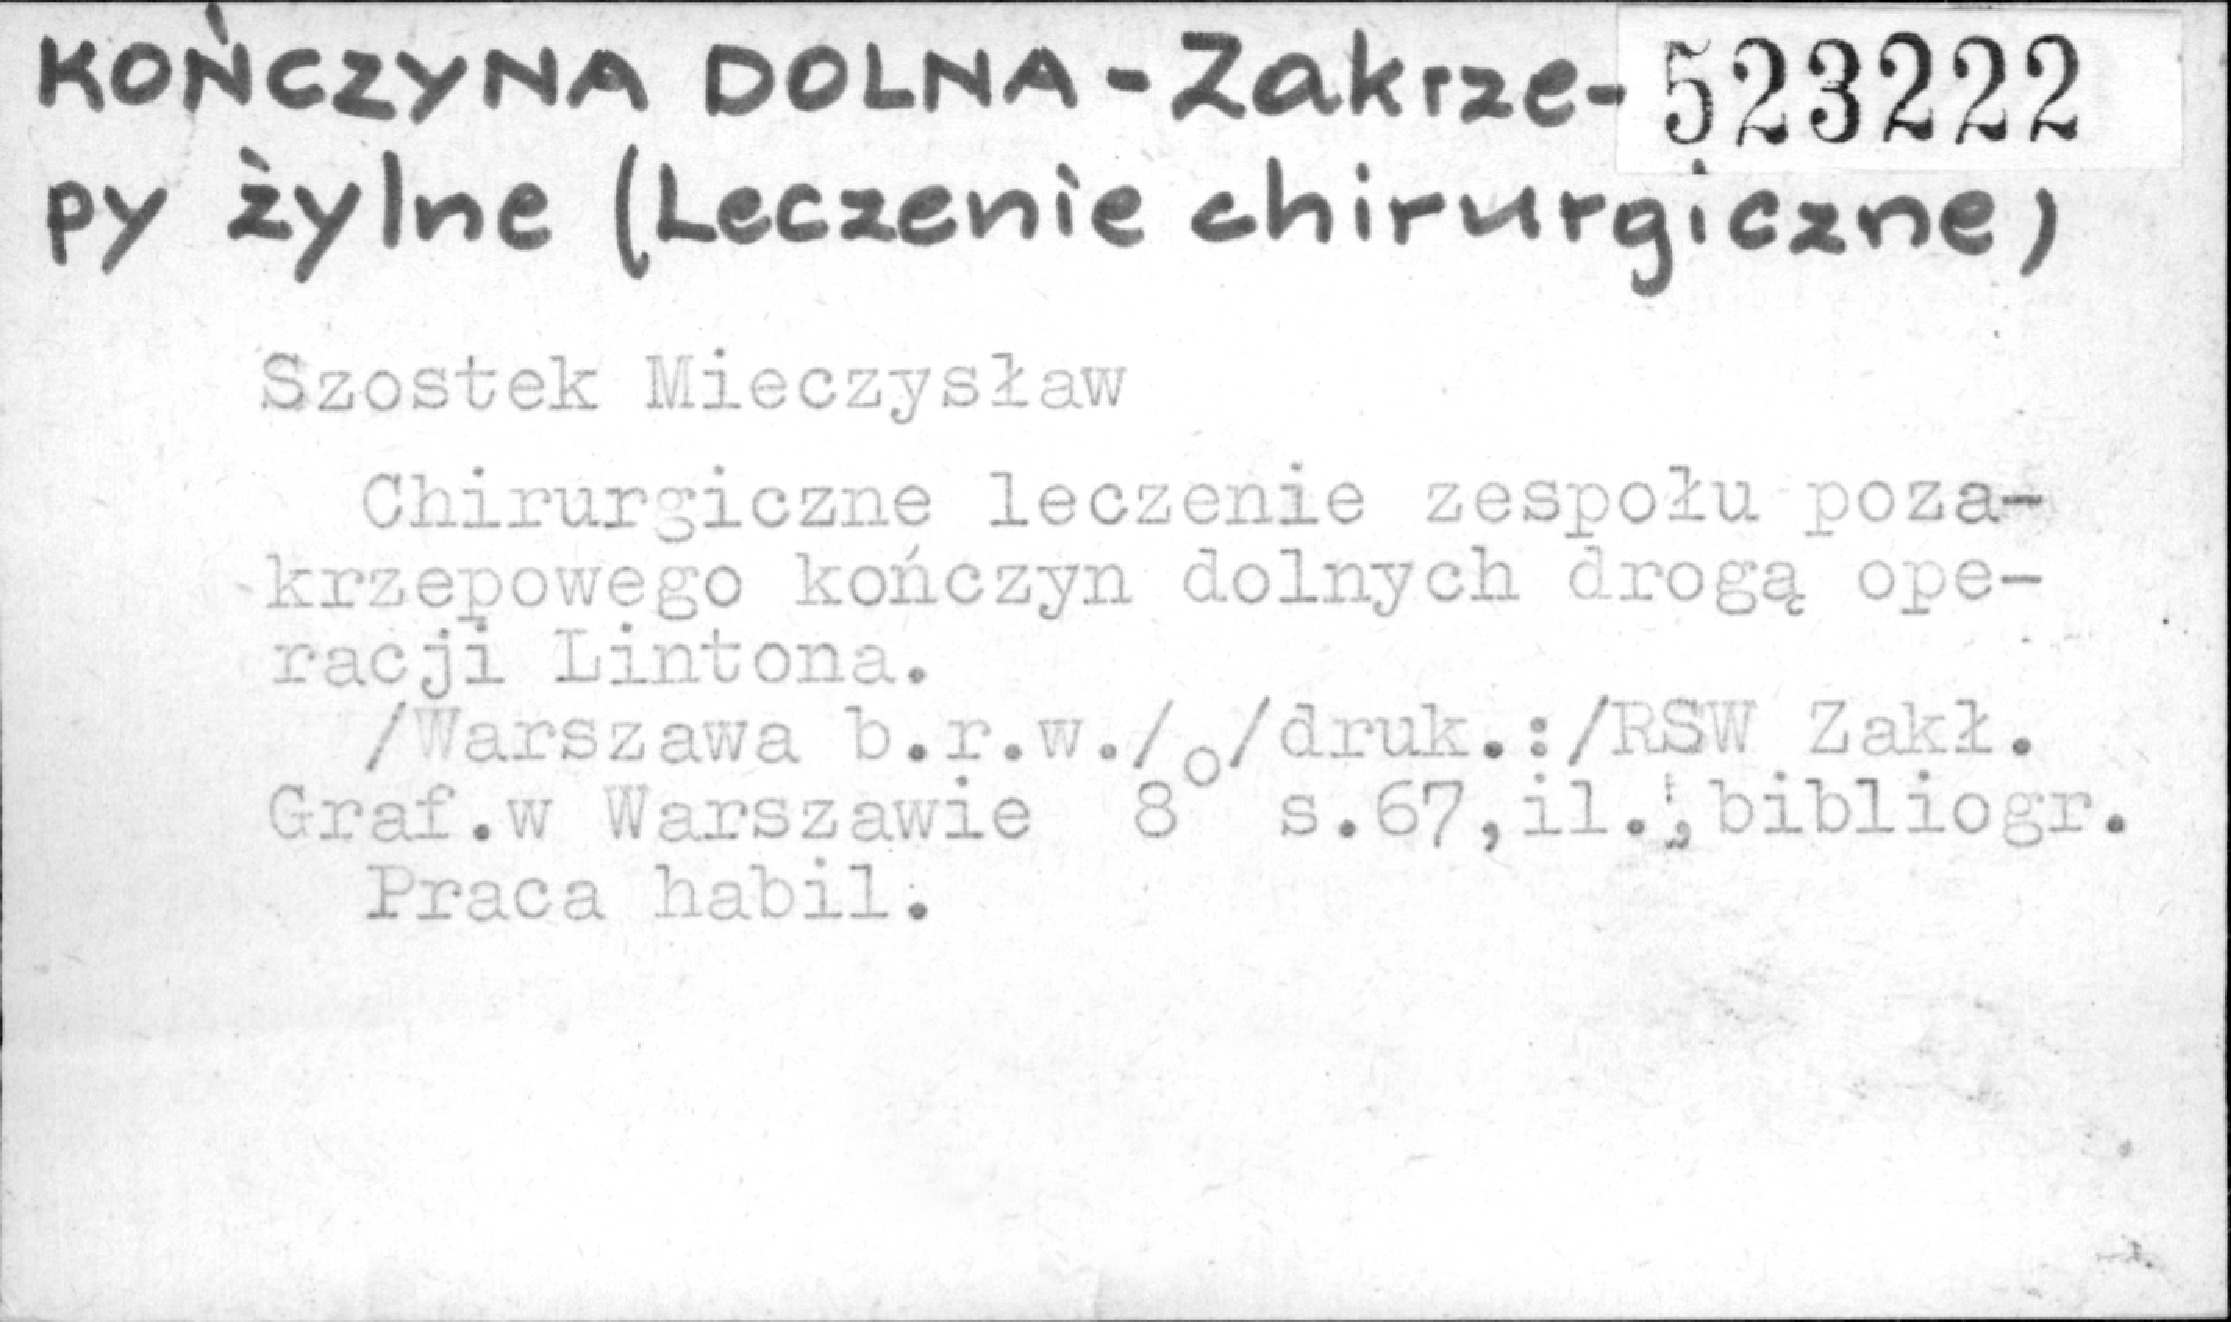 KOŃCZYNA DOLNA - Zakrze- 523222
py żylne (Leczenie chirurgiczne)
Szostek Mieczysław
Chirurgiczne leczenie zespołu poza-
krzepowego kończyn dolnych drogą ope-
racji Lintona.
/Warszawa b.r.w./ /druk.:/RSW Zakł.
Graf.w Warszawie 8° s.67,il.,bibliogr.
Praca habil.